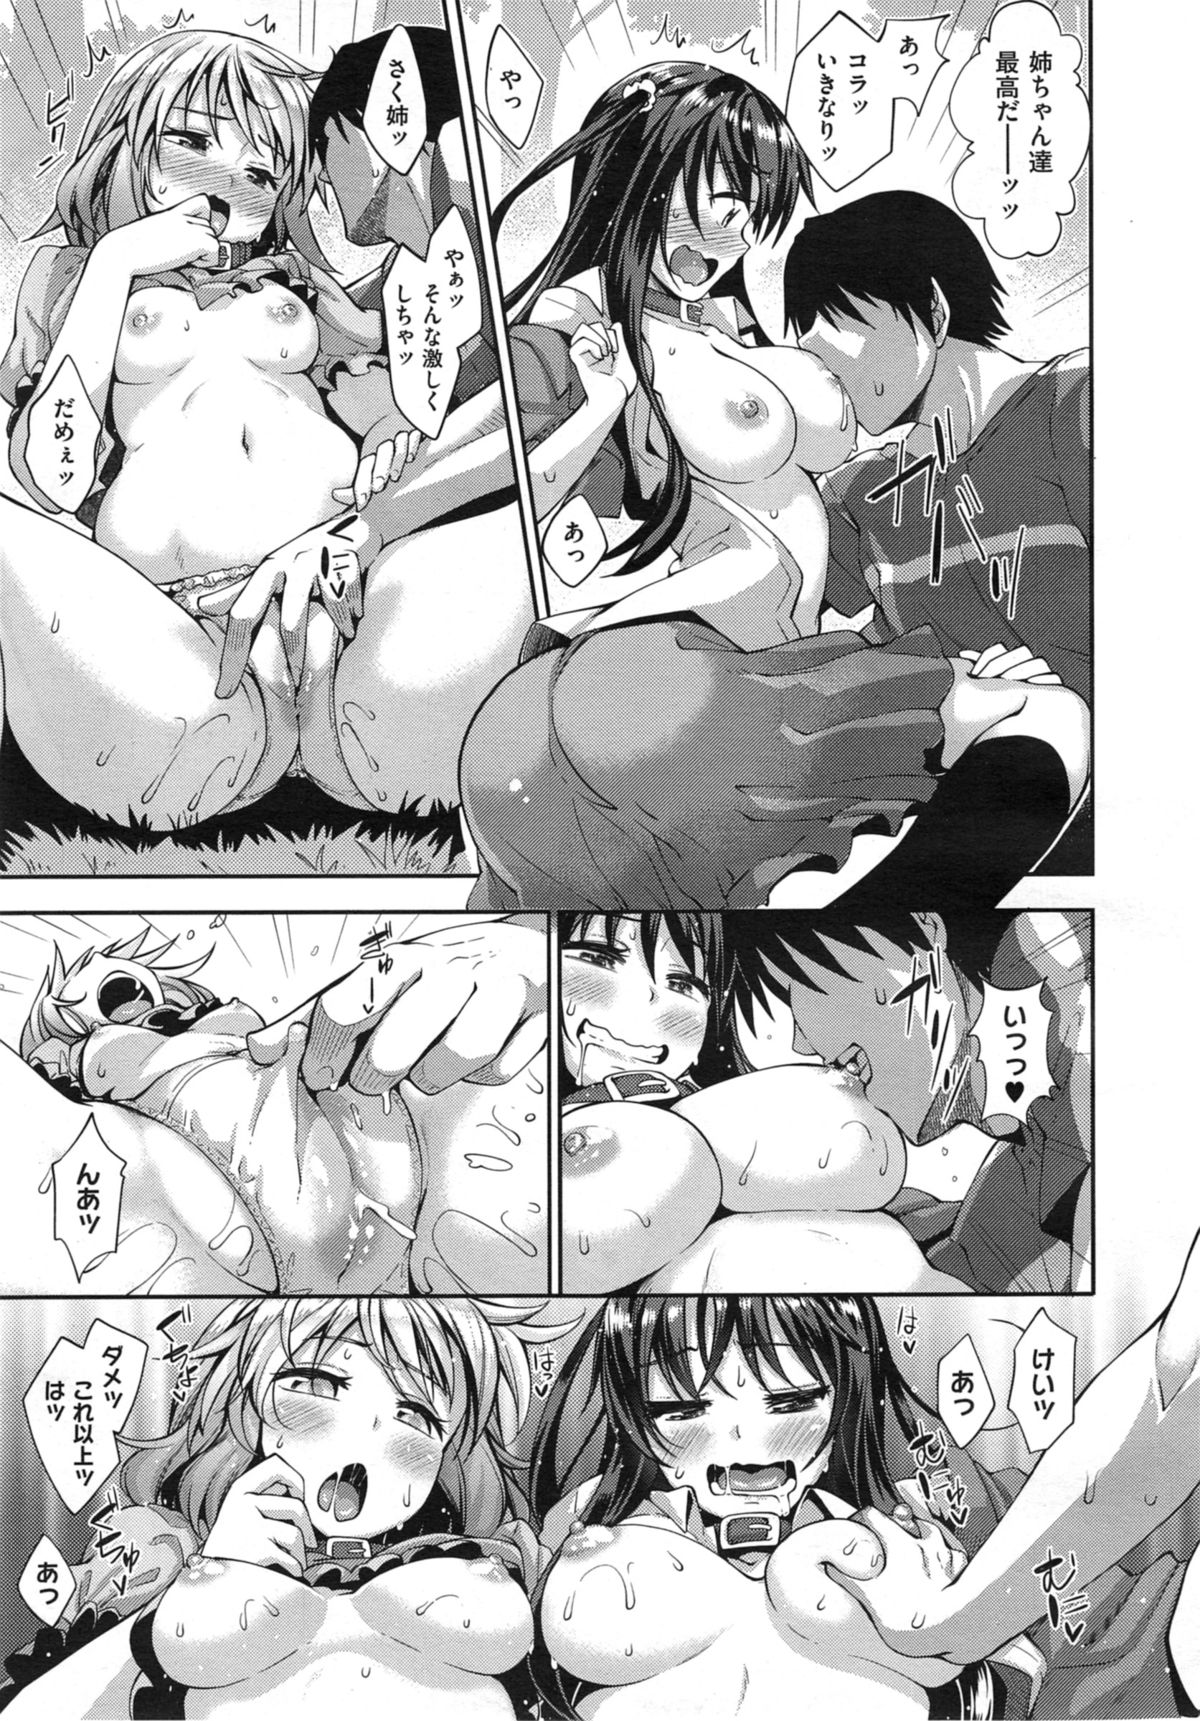 姉ちゃん達
最高だーーッッ
あっ
コラッ
いきなりッ
あっ
やっ
さく姉ッ
やぁッ
そんな激しく
しちゃッ
だめぇッ
いっっ♥
んあッ
けいッ
あっ
ダメッ
これ以上ッ
はッ
あっ